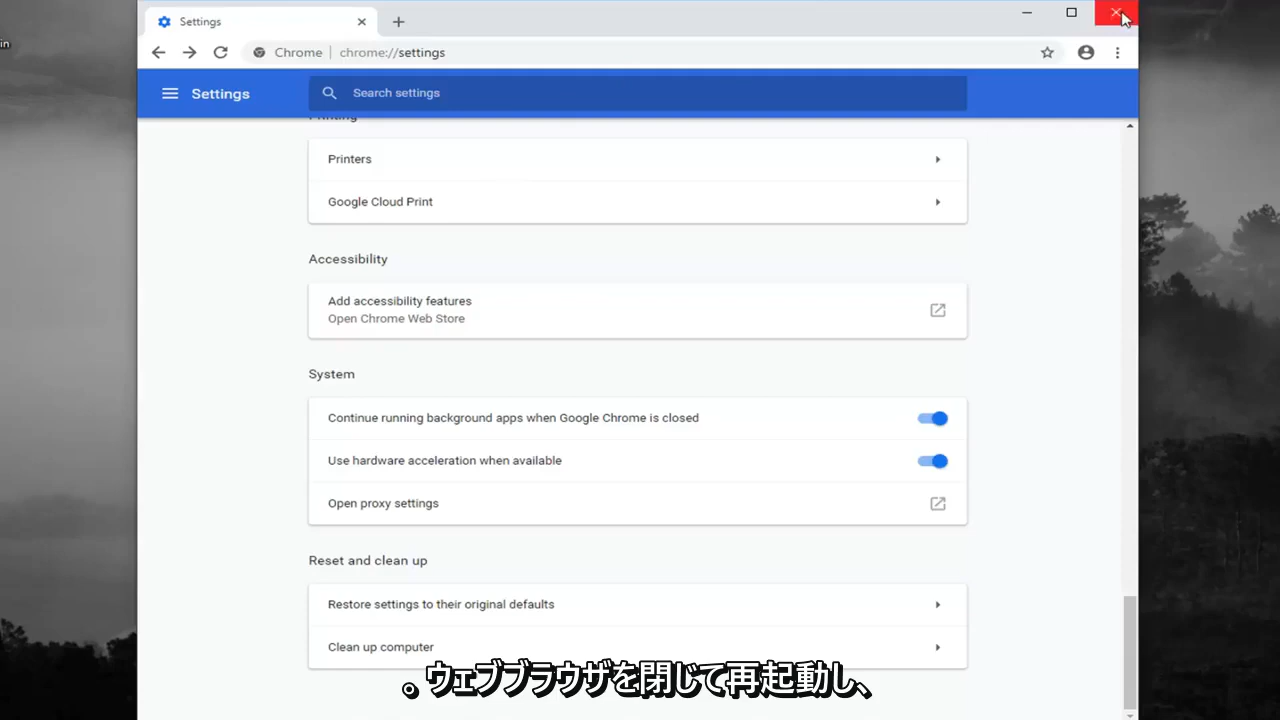 in
Settings
Chrome | chrome://settings
Settings
Search settings
Printing
Printers
Google Cloud Print
Accessibility
Add accessibility features
Open Chrome Web Store
System
Continue running background apps when Google Chrome is closed
Use hardware acceleration when available
Open proxy settings
Reset and clean up
Restore settings to their original defaults
Clean up computer
。ウェブブラウザを閉じて再起動し、